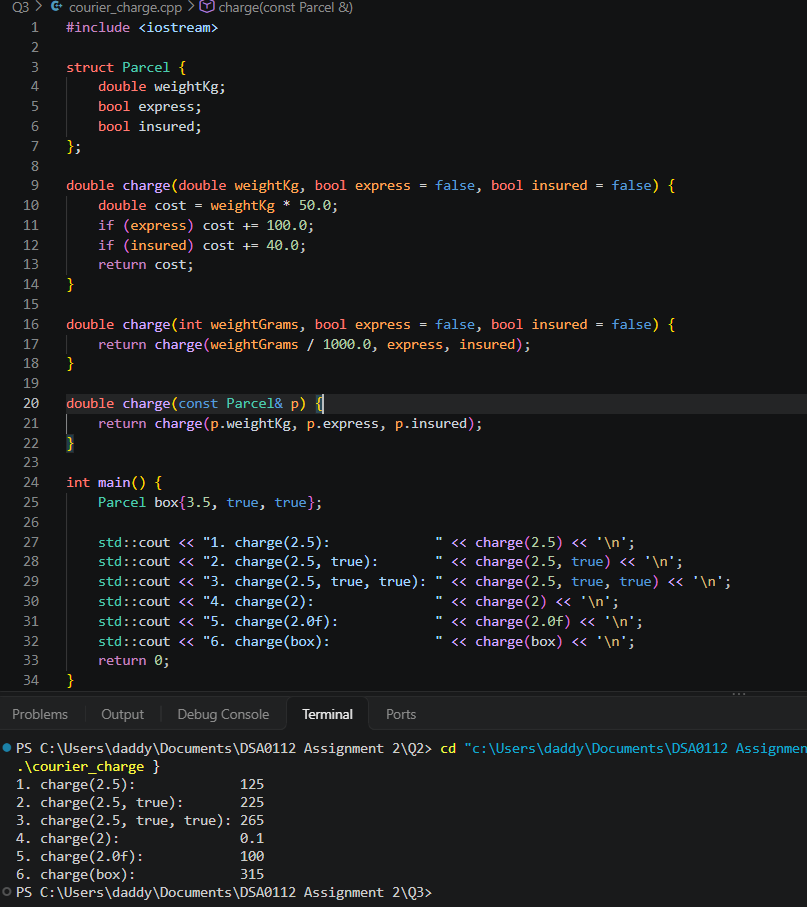 Q3 > courier_charge.cpp > charge(const Parcel &)
1 #include <iostream>
2
3 struct Parcel {
4     double weightKg;
5     bool express;
6     bool insured;
7 };
8
9 double charge(double weightKg, bool express = false, bool insured = false) {
10     double cost = weightKg * 50.0;
11     if (express) cost += 100.0;
12     if (insured) cost += 40.0;
13     return cost;
14 }
15
16 double charge(int weightGrams, bool express = false, bool insured = false) {
17     return charge(weightGrams / 1000.0, express, insured);
18 }
19
20 double charge(const Parcel& p) {
21     return charge(p.weightKg, p.express, p.insured);
22 }
23
24 int main() {
25     Parcel box{3.5, true, true};
26
27     std::cout << "1. charge(2.5):             " << charge(2.5) << '\n';
28     std::cout << "2. charge(2.5, true):       " << charge(2.5, true) << '\n';
29     std::cout << "3. charge(2.5, true, true): " << charge(2.5, true, true) << '\n';
30     std::cout << "4. charge(2):               " << charge(2) << '\n';
31     std::cout << "5. charge(2.0f):            " << charge(2.0f) << '\n';
32     std::cout << "6. charge(box):             " << charge(box) << '\n';
33     return 0;
34 }
Problems Output Debug Console Terminal Ports
PS C:\Users\daddy\Documents\DSA0112 Assignment 2\Q2> cd "c:\Users\daddy\Documents\DSA0112 Assignmen
.\courier_charge }
1. charge(2.5):             125
2. charge(2.5, true):       225
3. charge(2.5, true, true): 265
4. charge(2):               0.1
5. charge(2.0f):            100
6. charge(box):             315
PS C:\Users\daddy\Documents\DSA0112 Assignment 2\Q3>